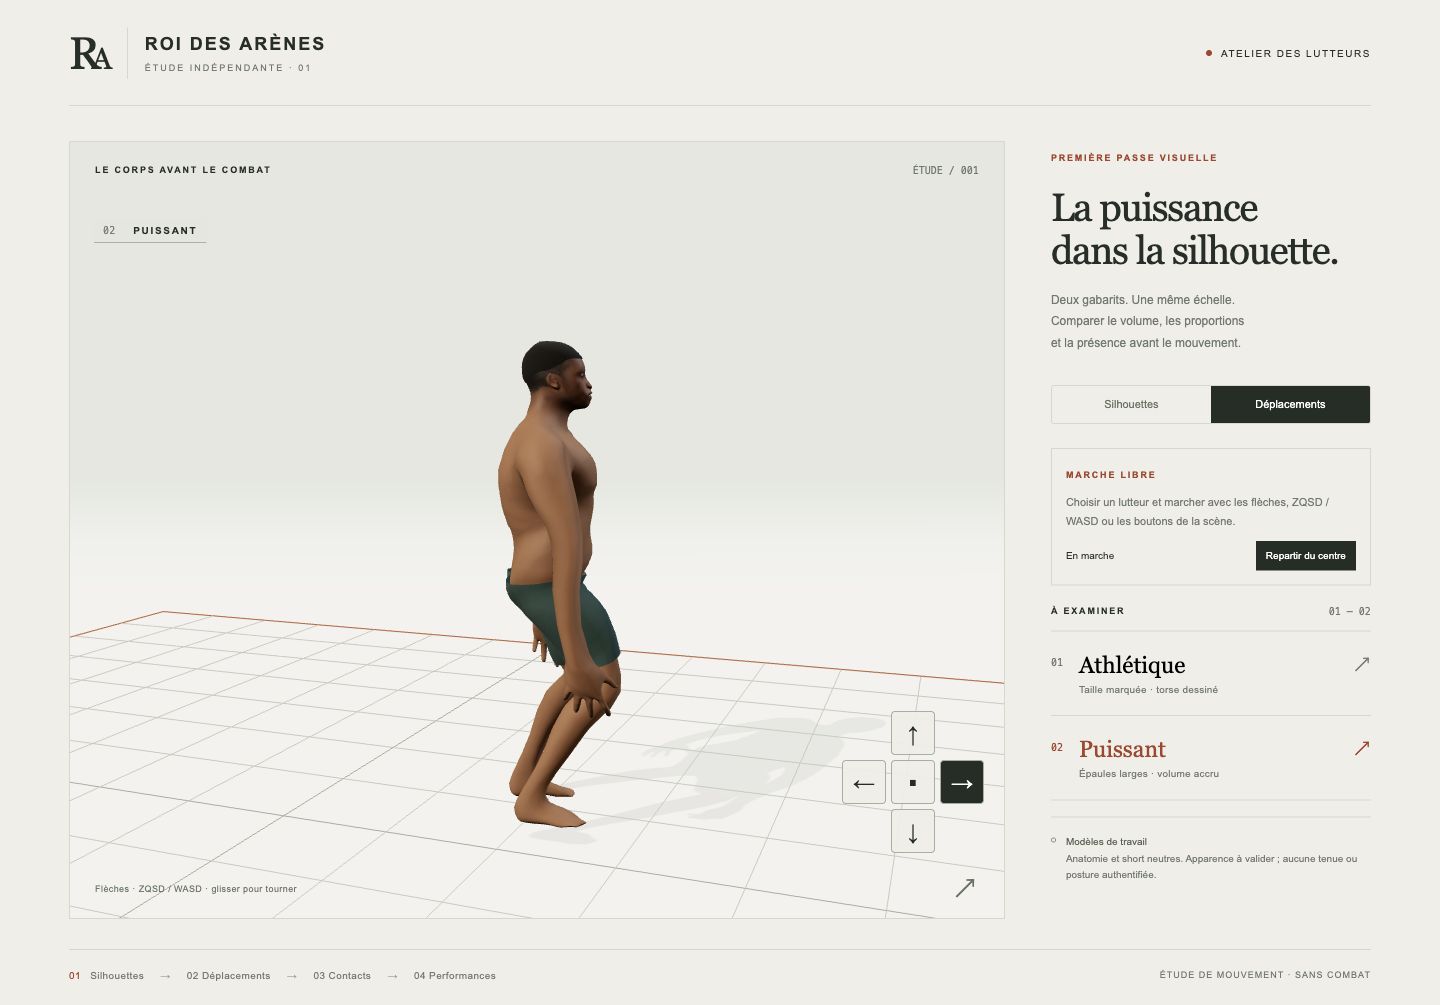 RA
ROI DES ARÈNES
ÉTUDE INDÉPENDANTE · 01
ATELIER DES LUTTEURS
LE CORPS AVANT LE COMBAT
ÉTUDE / 001
02 PUISSANT
↑
← ▪ →
↓
Flèches · ZQSD / WASD · glisser pour tourner
↗
PREMIÈRE PASSE VISUELLE
La puissance
dans la silhouette.
Deux gabarits. Une même échelle.
Comparer le volume, les proportions
et la présence avant le mouvement.
Silhouettes
Déplacements
MARCHE LIBRE
Choisir un lutteur et marcher avec les flèches, ZQSD /
WASD ou les boutons de la scène.
En marche
Repartir du centre
À EXAMINER
01 — 02
01 Athlétique ↗
Taille marquée · torse dessiné
02 Puissant ↗
Épaules larges · volume accru
Modèles de travail
Anatomie et short neutres. Apparence à valider ; aucune tenue ou
posture authentifiée.
01 Silhouettes → 02 Déplacements → 03 Contacts → 04 Performances
ÉTUDE DE MOUVEMENT · SANS COMBAT